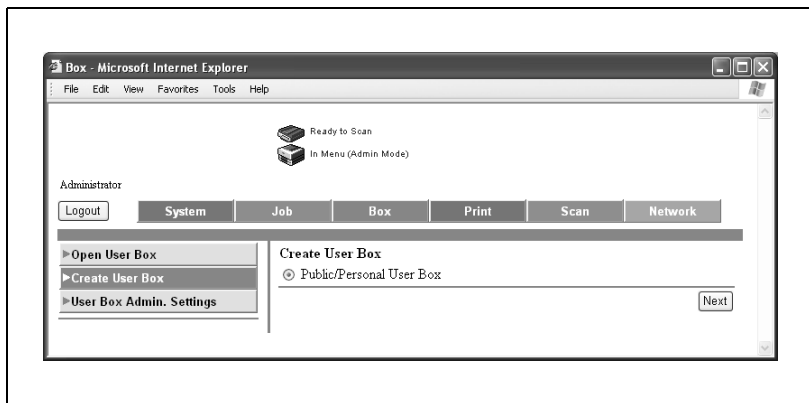 Box - Microsoft Internet Explorer
File Edit View Favorites Tools Help
Ready to Scan
In Menu (Admin Mode)
Administrator
Logout System Job Box Print Scan Network
Open User Box
Create User Box
User Box Admin. Settings
Create User Box
Public/Personal User Box
Next